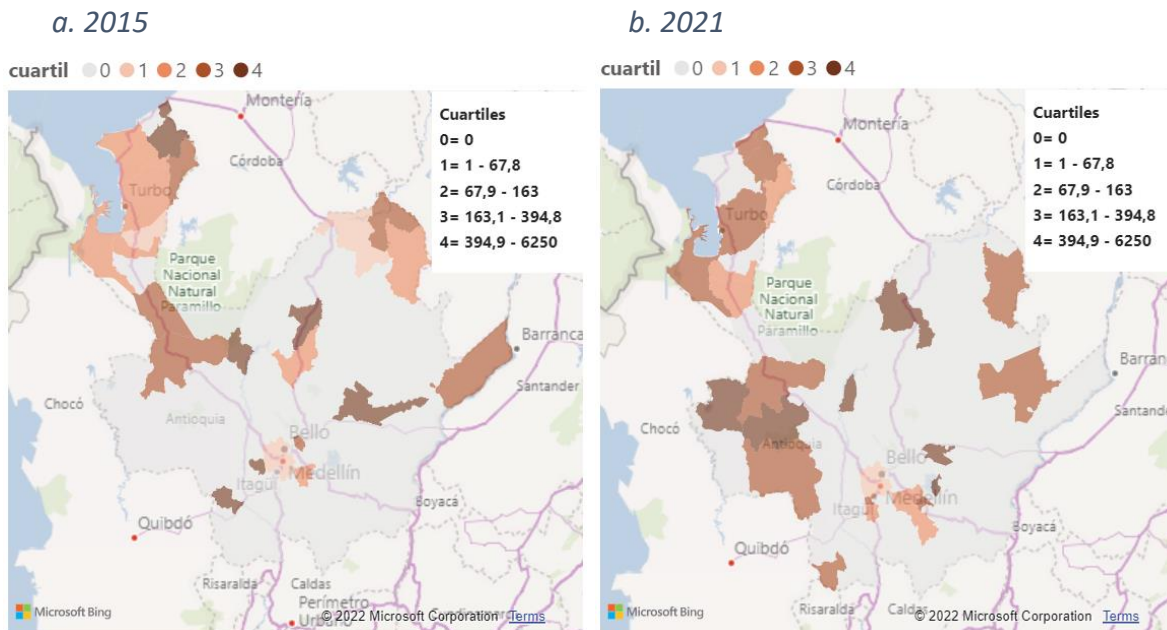 a. 2015
cuartil 0 1 2 3 4
Montería
Córdoba
Turbo
Parque
Nacional
Natural
Paramillo
Barranca
Santander
Chocó
Antioquia
Bello
Medellín
Itagüí
Quibdó
Boyacá
Risaralda
Caldas
Perímetro
Urbano
Cuartiles
0= 0
1= 1 - 67,8
2= 67,9 - 163
3= 163,1 - 394,8
4= 394,9 - 6250
Microsoft Bing
© 2022 Microsoft Corporation Terms
b. 2021
cuartil 0 1 2 3 4
Montería
Córdoba
Turbo
Parque
Nacional
Natural
Paramillo
Barran
Santander
Chocó
Antioquia
Bello
Medellín
Itagüí
Quibdó
Boyacá
Risaralda
Caldas
Cuartiles
0= 0
1= 1 - 67,8
2= 67,9 - 163
3= 163,1 - 394,8
4= 394,9 - 6250
Microsoft Bing
© 2022 Microsoft Corporation Terms